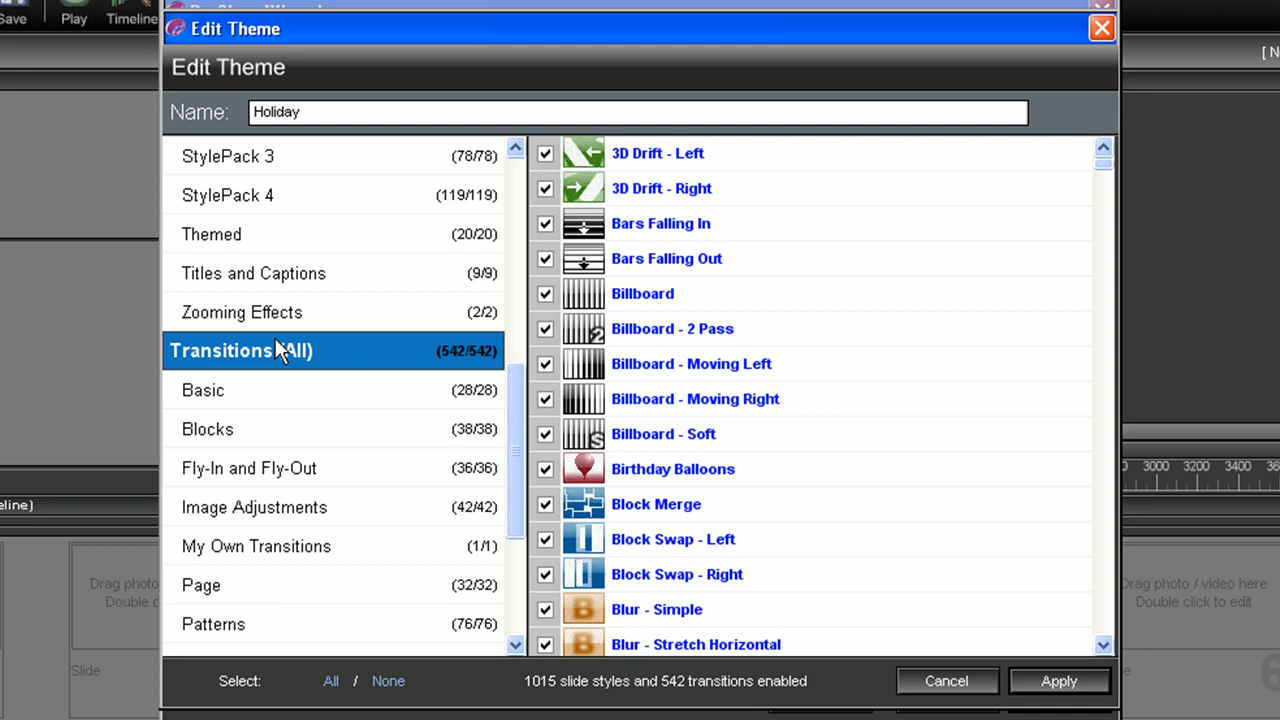 Save
Play
Timeline
Edit Theme
Edit Theme
[ N
Name: Holiday
StylePack 3 (78/78)
StylePack 4 (119/119)
Themed (20/20)
Titles and Captions (9/9)
Zooming Effects (2/2)
Transitions (All) (542/542)
Basic (28/28)
Blocks (38/38)
Fly-In and Fly-Out (36/36)
Image Adjustments (42/42)
My Own Transitions (1/1)
Page (32/32)
Patterns (76/76)
3D Drift - Left
3D Drift - Right
Bars Falling In
Bars Falling Out
Billboard
Billboard - 2 Pass
Billboard - Moving Left
Billboard - Moving Right
Billboard - Soft
Birthday Balloons
Block Merge
Block Swap - Left
Block Swap - Right
Blur - Simple
Blur - Stretch Horizontal
Select: All / None
1015 slide styles and 542 transitions enabled
Cancel
Apply
3000 3200 3400
eline)
Drag photo
Double c
Slide
Drag photo / video here
Double click to edit
6